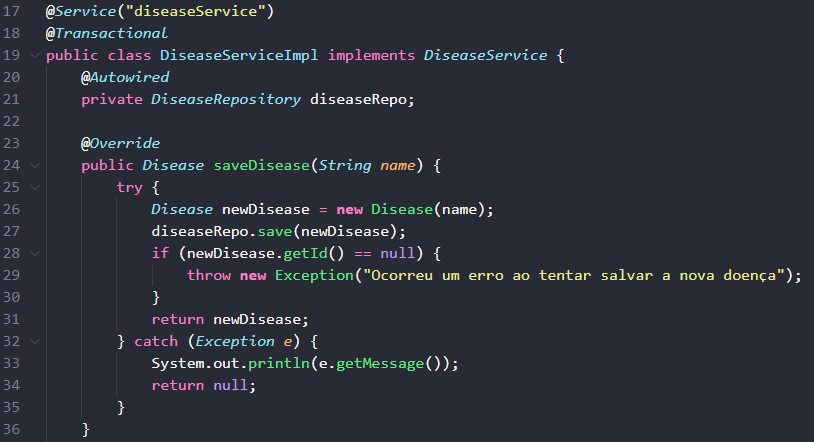 17 @Service("diseaseService")
18 @Transactional
19 public class DiseaseServiceImpl implements DiseaseService {
20     @Autowired
21     private DiseaseRepository diseaseRepo;
22
23     @Override
24     public Disease saveDisease(String name) {
25         try {
26             Disease newDisease = new Disease(name);
27             diseaseRepo.save(newDisease);
28             if (newDisease.getId() == null) {
29                 throw new Exception("Ocorreu um erro ao tentar salvar a nova doença");
30             }
31             return newDisease;
32         } catch (Exception e) {
33             System.out.println(e.getMessage());
34             return null;
35         }
36     }